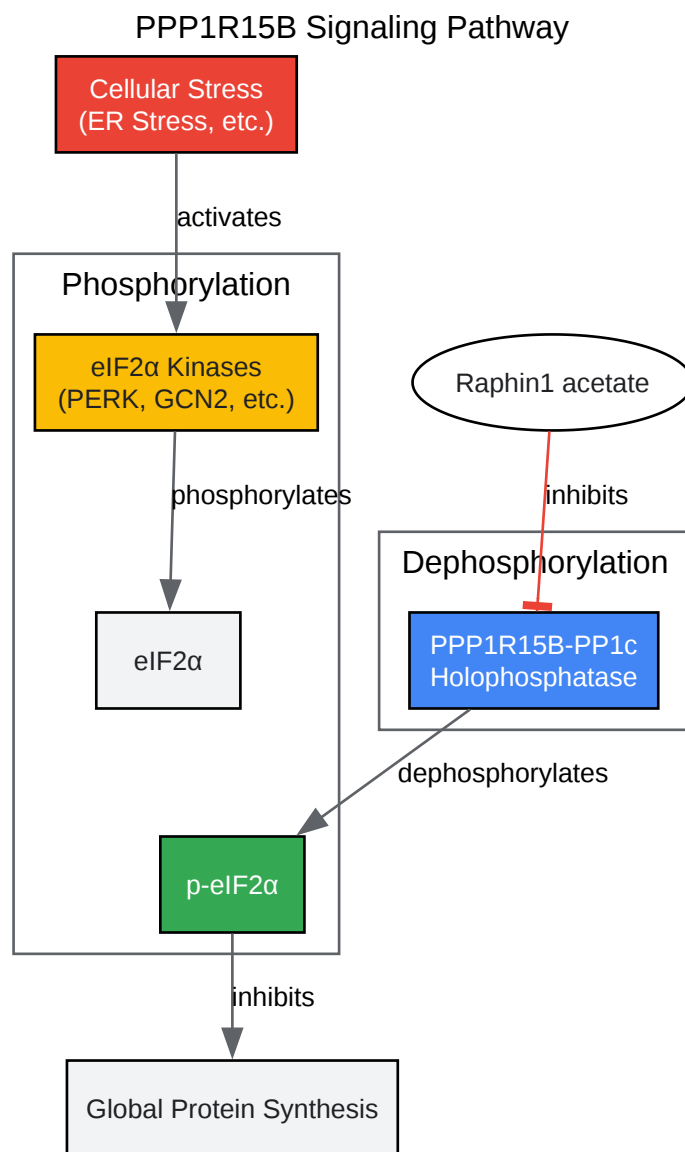 PPP1R15B Signaling Pathway
Cellular Stress
(ER Stress, etc.)
activates
Phosphorylation
eIF2α Kinases
(PERK, GCN2, etc.)
Raphin1 acetate
phosphorylates
inhibits
Dephosphorylation
eIF2α
PPP1R15B-PP1c
Holophosphatase
dephosphorylates
p-eIF2α
inhibits
Global Protein Synthesis